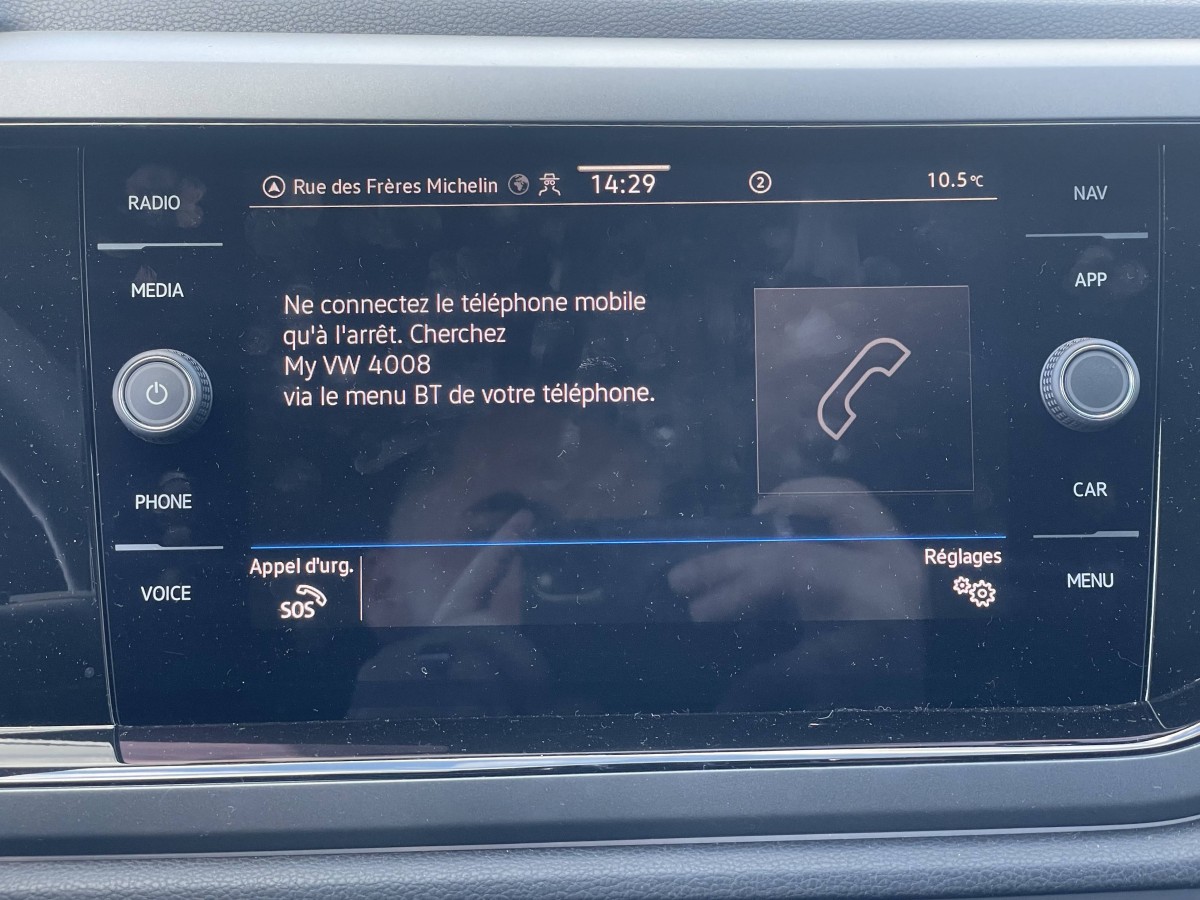 Rue des Frères Michelin 14:29 2 10.5°C
RADIO
MEDIA
PHONE
VOICE
Ne connectez le téléphone mobile
qu'à l'arrêt. Cherchez
My VW 4008
via le menu BT de votre téléphone.
Appel d'urg.
SOS
Réglages
NAV
APP
CAR
MENU